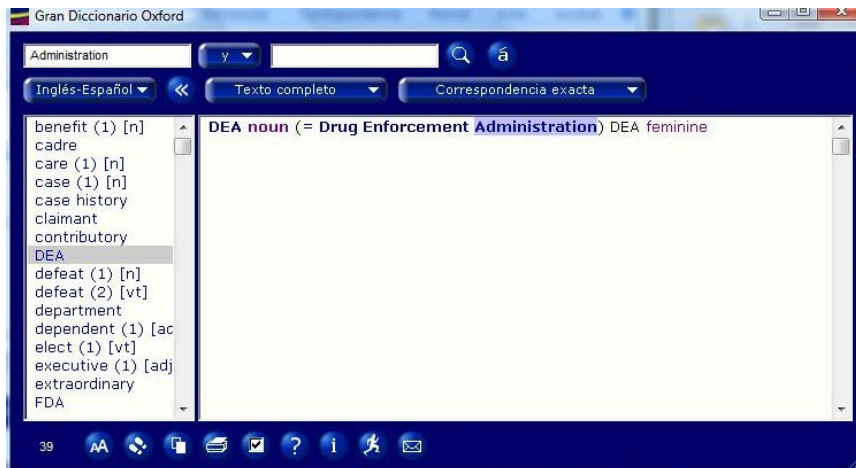 Gran Diccionario Oxford
Administration
y
á
Inglés-Español
Texto completo
Correspondencia exacta
benefit (1) [n]
cadre
care (1) [n]
case (1) [n]
case history
claimant
contributory
DEA
defeat (1) [n]
defeat (2) [vt]
department
dependent (1) [ac
elect (1) [vt]
executive (1) [adj
extraordinary
FDA
DEA noun (= Drug Enforcement Administration) DEA feminine
39
AA
?
i